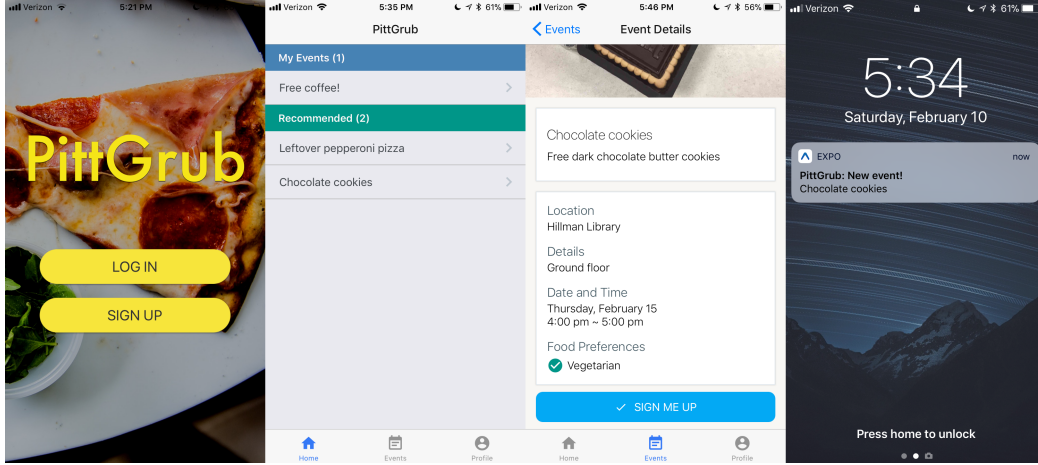 Verizon
5:21 PM
PittGrub
LOG IN
SIGN UP
Verizon
5:35 PM
61%
PittGrub
My Events (1)
Free coffee!
Recommended (2)
Leftover pepperoni pizza
Chocolate cookies
Home
Events
Profile
Verizon
5:46 PM
56%
Events
Event Details
Chocolate cookies
Free dark chocolate butter cookies
Location
Hillman Library
Details
Ground floor
Date and Time
Thursday, February 15
4:00 pm ~ 5:00 pm
Food Preferences
Vegetarian
SIGN ME UP
Home
Events
Profile
Verizon
61%
5:34
Saturday, February 10
EXPO
now
PittGrub: New event!
Chocolate cookies
Press home to unlock